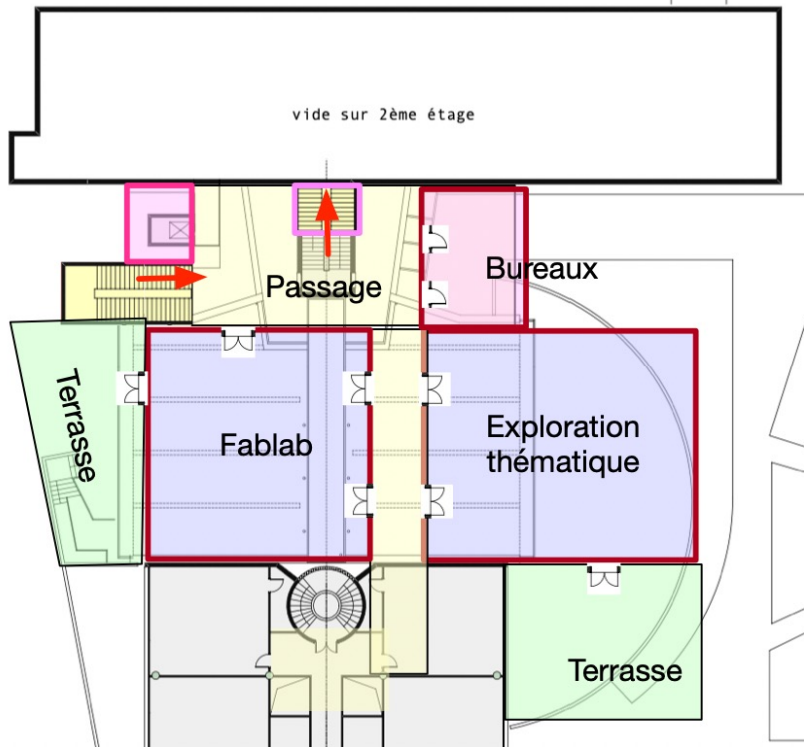 vide sur 2ème étage
Bureaux
Passage
Terrasse
Fablab
Exploration
thématique
Terrasse